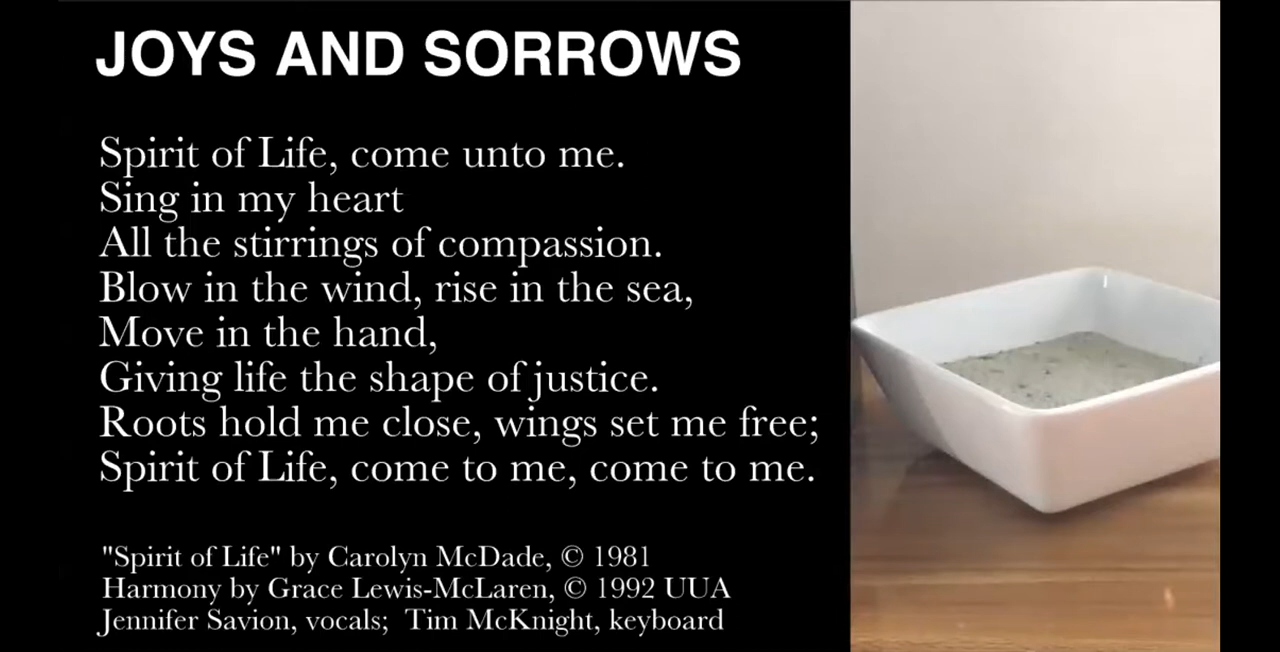 JOYS AND SORROWS
Spirit of Life, come unto me.
Sing in my heart
All the stirrings of compassion.
Blow in the wind, rise in the sea,
Move in the hand,
Giving life the shape of justice.
Roots hold me close, wings set me free;
Spirit of Life, come to me, come to me.
"Spirit of Life" by Carolyn McDade, © 1981
Harmony by Grace Lewis-McLaren, © 1992 UUA
Jennifer Savion, vocals;  Tim McKnight, keyboard